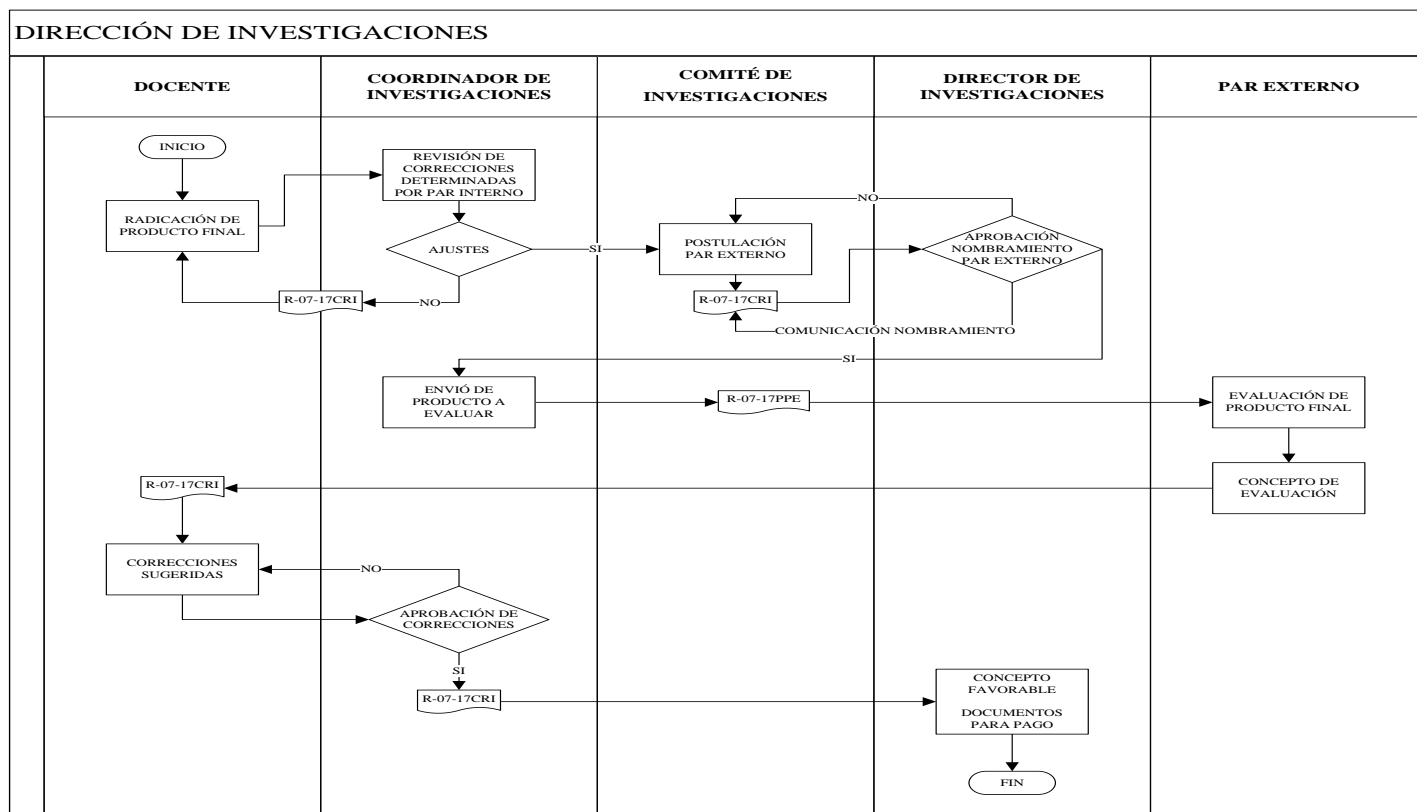 DIRECCIÓN DE INVESTIGACIONES
DOCENTE
COORDINADOR DE
INVESTIGACIONES
COMITÉ DE
INVESTIGACIONES
DIRECTOR DE
INVESTIGACIONES
PAR EXTERNO
INICIO
RADICACIÓN DE
PRODUCTO FINAL
REVISIÓN DE
CORRECCIONES
DETERMINADAS
POR PAR INTERNO
AJUSTES
SI
NO
R-07-17CRI
POSTULACIÓN
PAR EXTERNO
R-07-17CRI
NO
APROBACIÓN
NOMBRAMIENTO
PAR EXTERNO
COMUNICACIÓN NOMBRAMIENTO
SI
ENVIÓ DE
PRODUCTO A
EVALUAR
R-07-17PPE
EVALUACIÓN DE
PRODUCTO FINAL
CONCEPTO DE
EVALUACIÓN
R-07-17CRI
CORRECCIONES
SUGERIDAS
NO
APROBACIÓN DE
CORRECCIONES
SI
R-07-17CRI
CONCEPTO
FAVORABLE
DOCUMENTOS
PARA PAGO
FIN